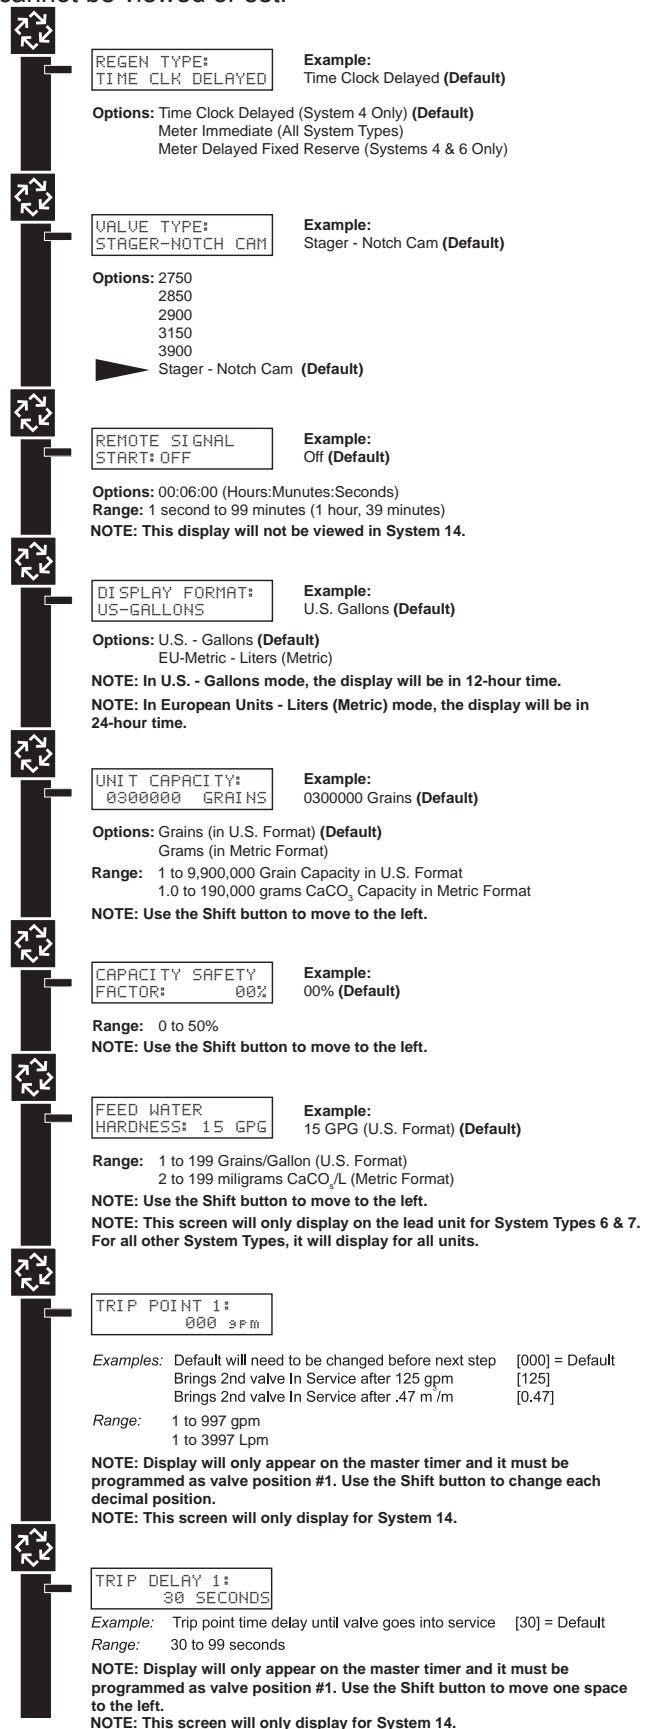 cannot be viewed or set.
REGEN TYPE:
TIME CLK DELAYED
Example:
Time Clock Delayed (Default)
Options: Time Clock Delayed (System 4 Only) (Default)
Meter Immediate (All System Types)
Meter Delayed Fixed Reserve (Systems 4 & 6 Only)
VALVE TYPE:
STAGER-NOTCH CAM
Example:
Stager - Notch Cam (Default)
Options: 2750
2850
2900
3150
3900
Stager - Notch Cam (Default)
REMOTE SIGNAL
START:OFF
Example:
Off (Default)
Options: 00:06:00 (Hours:Munutes:Seconds)
Range: 1 second to 99 minutes (1 hour, 39 minutes)
NOTE: This display will not be viewed in System 14.
DISPLAY FORMAT:
US-GALLONS
Example:
U.S. Gallons (Default)
Options: U.S. - Gallons (Default)
EU-Metric - Liters (Metric)
NOTE: In U.S. - Gallons mode, the display will be in 12-hour time.
NOTE: In European Units - Liters (Metric) mode, the display will be in
24-hour time.
UNIT CAPACITY:
0300000 GRAINS
Example:
0300000 Grains (Default)
Options: Grains (in U.S. Format) (Default)
Grams (in Metric Format)
Range: 1 to 9,900,000 Grain Capacity in U.S. Format
1.0 to 190,000 grams CaCO3 Capacity in Metric Format
NOTE: Use the Shift button to move to the left.
CAPACITY SAFETY
FACTOR: 00%
Example:
00% (Default)
Range: 0 to 50%
NOTE: Use the Shift button to move to the left.
FEED WATER
HARDNESS: 15 GPG
Example:
15 GPG (U.S. Format) (Default)
Range: 1 to 199 Grains/Gallon (U.S. Format)
2 to 199 miligrams CaCOs/L (Metric Format)
NOTE: Use the Shift button to move to the left.
NOTE: This screen will only display on the lead unit for System Types 6 & 7.
For all other System Types, it will display for all units.
TRIP POINT 1:
000 gpm
Examples: Default will need to be changed before next step [000] = Default
Brings 2nd valve In Service after 125 gpm [125]
Brings 2nd valve In Service after .47 m³/m [0.47]
Range: 1 to 997 gpm
1 to 3997 Lpm
NOTE: Display will only appear on the master timer and it must be
programmed as valve position #1. Use the Shift button to change each
decimal position.
NOTE: This screen will only display for System 14.
TRIP DELAY 1:
30 SECONDS
Example: Trip point time delay until valve goes into service [30] = Default
Range: 30 to 99 seconds
NOTE: Display will only appear on the master timer and it must be
programmed as valve position #1. Use the Shift button to move one space
to the left.
NOTE: This screen will only display for System 14.